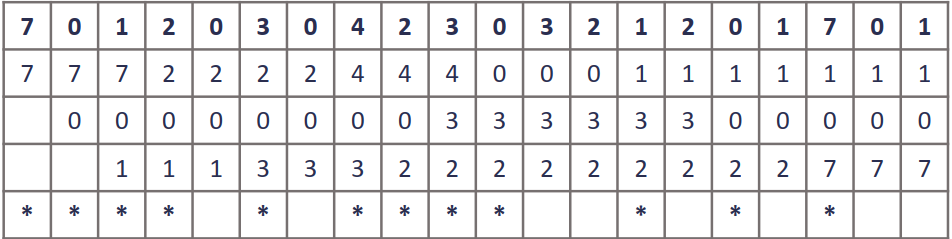 7 0 1 2 0 3 0 4 2 3 0 3 2 1 2 0 1 7 0 1
7 7 7 2 2 2 2 4 4 4 0 0 0 1 1 1 1 1 1 1
0 0 0 0 0 0 0 0 3 3 3 3 3 3 0 0 0 0 0
1 1 1 3 3 3 2 2 2 2 2 2 2 2 2 7 7 7
* * * * * * * * * * * *